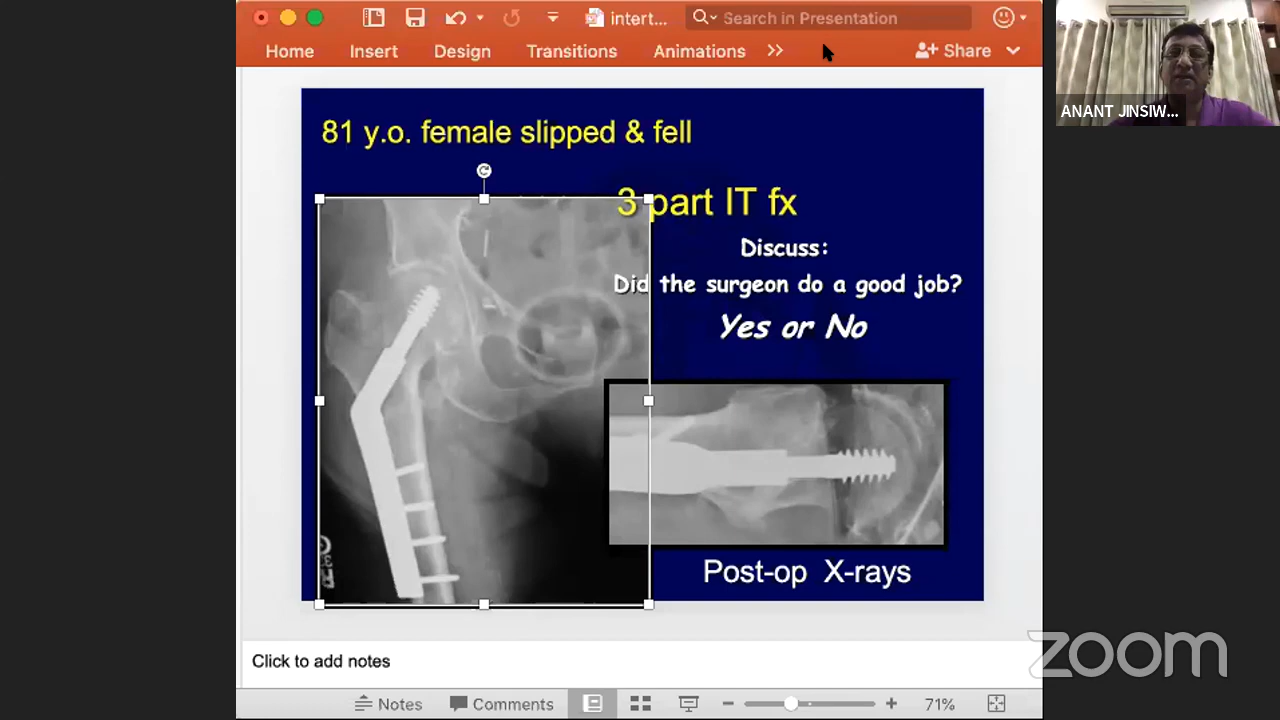 intert...
Search in Presentation
Home Insert Design Transitions Animations >> Share
ANANT JINSIW...
81 y.o. female slipped & fell
3 part IT fx
Discuss:
Did the surgeon do a good job?
Yes or No
Post-op X-rays
Click to add notes
Notes Comments 71%
zoom